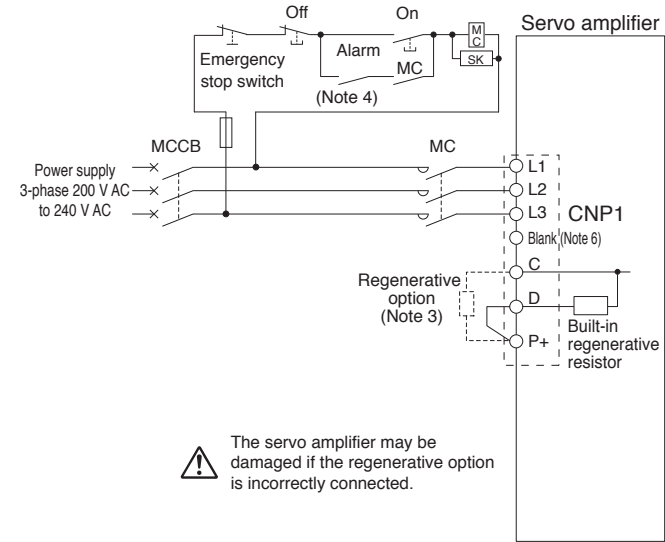 Off
On
Servo amplifier
Emergency
stop switch
Alarm
MC
M
C
SK
(Note 4)
MCCB
MC
Power supply
3-phase 200 V AC
to 240 V AC
L1
L2
L3
CNP1
Blank (Note 6)
Regenerative
option
(Note 3)
C
D
P+
Built-in
regenerative
resistor
The servo amplifier may be
damaged if the regenerative option
is incorrectly connected.